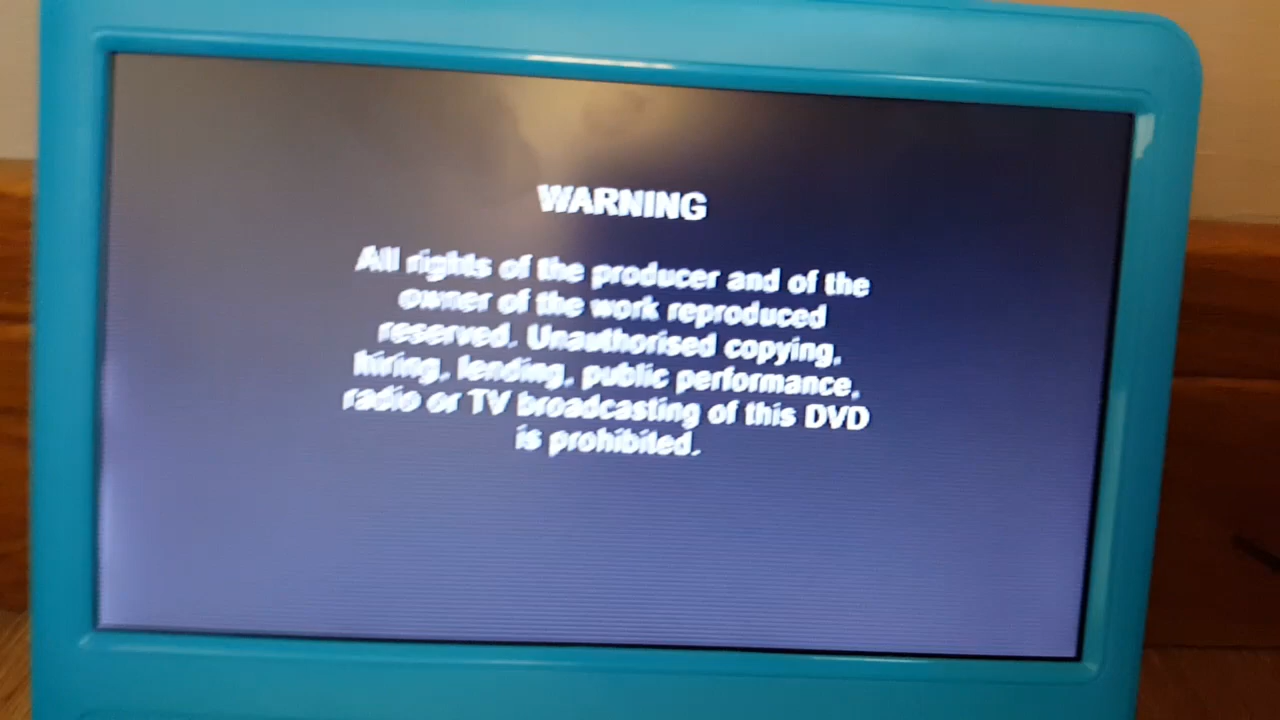 WARNING
All rights of the producer and of the
owner of the work reproduced
reserved. Unauthorised copying,
hiring, lending, public performance,
radio or TV broadcasting of this DVD
is prohibited.